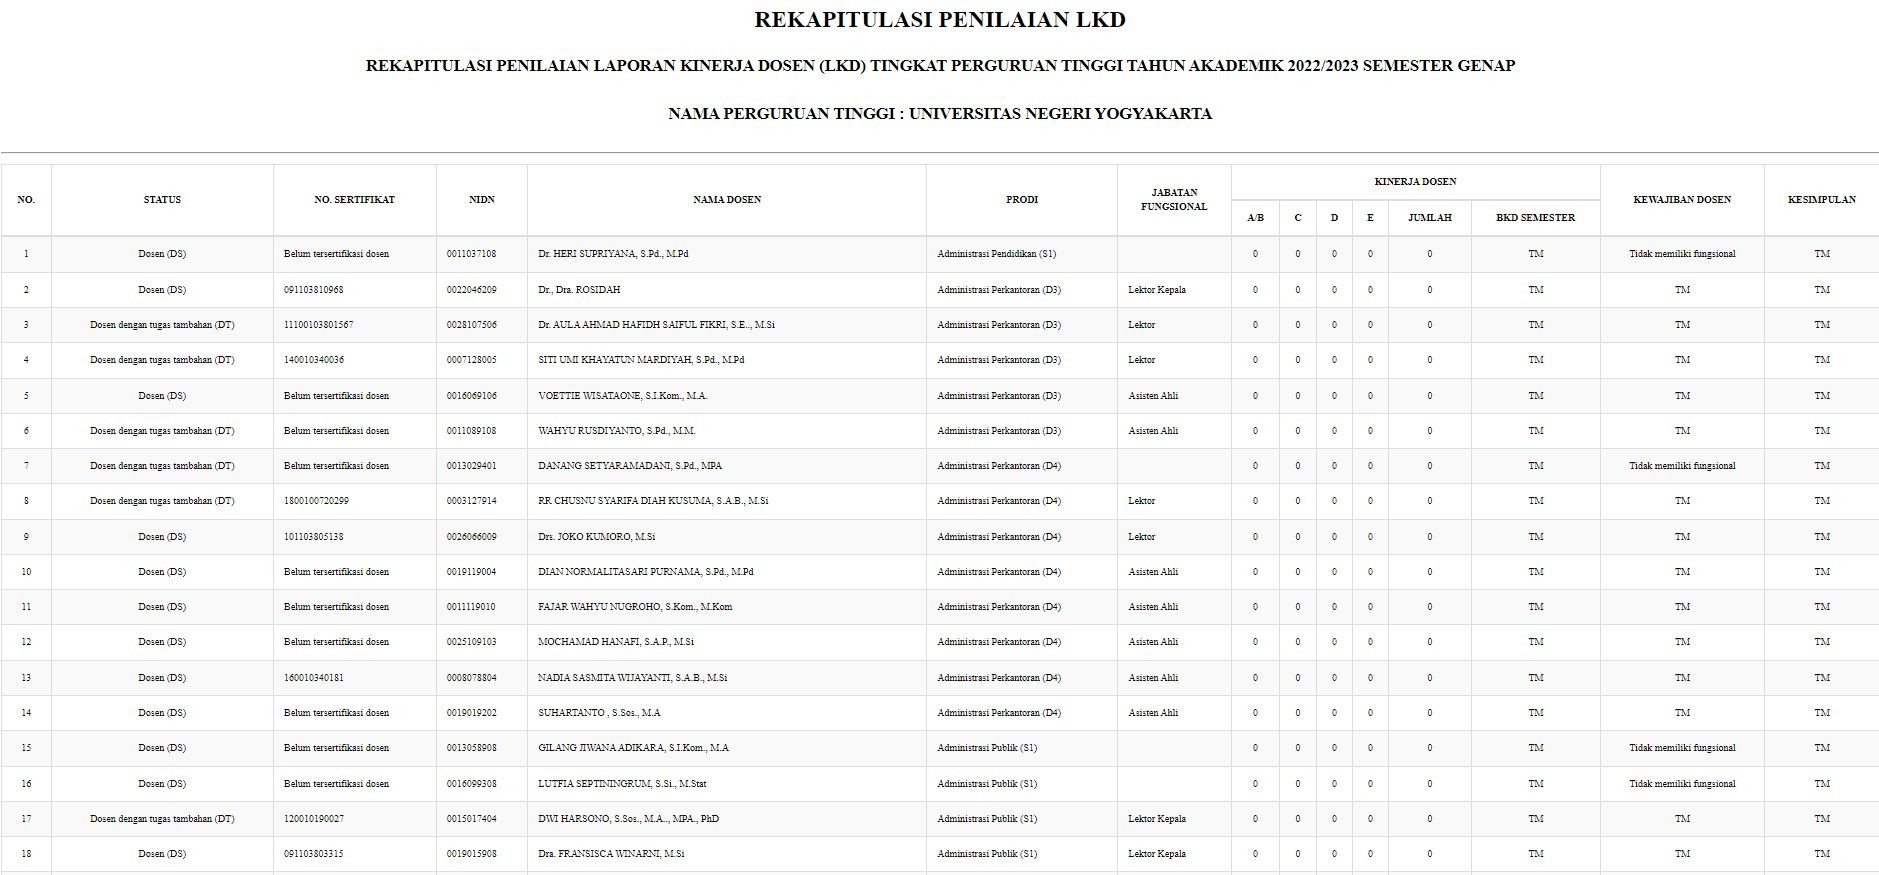 REKAPITULASI PENILAIAN LKD
REKAPITULASI PENILAIAN LAPORAN KINERJA DOSEN (LKD) TINGKAT PERGURUAN TINGGI TAHUN AKADEMIK 2022/2023 SEMESTER GENAP
NAMA PERGURUAN TINGGI : UNIVERSITAS NEGERI YOGYAKARTA
NO. STATUS NO. SERTIFIKAT NIDN NAMA DOSEN PRODI JABATAN FUNGSIONAL KINERJA DOSEN KEWAJIBAN DOSEN KESIMPULAN
A/B C D E JUMLAH BKD SEMESTER
1 Dosen (DS) Belum tersertifikasi dosen 0011037108 Dr. HERI SUPRIYANA, S.Pd., M.Pd Administrasi Pendidikan (S1) 0 0 0 0 0 TM Tidak memiliki fungsional TM
2 Dosen (DS) 091103810968 0022046209 Dr., Dra. ROSIDAH Administrasi Perkantoran (D3) Lektor Kepala 0 0 0 0 0 TM TM TM
3 Dosen dengan tugas tambahan (DT) 11100103801567 0028107506 Dr. AULA AHMAD HAFIDH SAIFUL FIKRI, S.E.., M.Si Administrasi Perkantoran (D3) Lektor 0 0 0 0 0 TM TM TM
4 Dosen dengan tugas tambahan (DT) 140010340036 0007128005 SITI UMI KHAYATUN MARDIYAH, S.Pd., M.Pd Administrasi Perkantoran (D3) Lektor 0 0 0 0 0 TM TM TM
5 Dosen (DS) Belum tersertifikasi dosen 0016069106 VOETTIE WISATAONE, S.I.Kom., M.A. Administrasi Perkantoran (D3) Asisten Ahli 0 0 0 0 0 TM TM TM
6 Dosen dengan tugas tambahan (DT) Belum tersertifikasi dosen 0011089108 WAHYU RUSDIYANTO, S.Pd., M.M. Administrasi Perkantoran (D3) Asisten Ahli 0 0 0 0 0 TM TM TM
7 Dosen dengan tugas tambahan (DT) Belum tersertifikasi dosen 0013029401 DANANG SETYARAMADANI, S.Pd., MPA Administrasi Perkantoran (D4) 0 0 0 0 0 TM Tidak memiliki fungsional TM
8 Dosen dengan tugas tambahan (DT) 1800100720299 0003127914 RR CHUSNU SYARIFA DIAH KUSUMA, S.A.B., M.Si Administrasi Perkantoran (D4) Lektor 0 0 0 0 0 TM TM TM
9 Dosen (DS) 101103805138 0026066009 Drs. JOKO KUMORO, M.Si Administrasi Perkantoran (D4) Lektor 0 0 0 0 0 TM TM TM
10 Dosen (DS) Belum tersertifikasi dosen 0019119004 DIAN NORMALITASARI PURNAMA, S.Pd., M.Pd Administrasi Perkantoran (D4) Asisten Ahli 0 0 0 0 0 TM TM TM
11 Dosen (DS) Belum tersertifikasi dosen 0011119010 FAJAR WAHYU NUGROHO, S.Kom., M.Kom Administrasi Perkantoran (D4) Asisten Ahli 0 0 0 0 0 TM TM TM
12 Dosen (DS) Belum tersertifikasi dosen 0025109103 MOCHAMAD HANAFI, S.A.P., M.Si Administrasi Perkantoran (D4) Asisten Ahli 0 0 0 0 0 TM TM TM
13 Dosen (DS) 160010340181 0008078804 NADIA SASMITA WIJAYANTI, S.A.B., M.Si Administrasi Perkantoran (D4) Asisten Ahli 0 0 0 0 0 TM TM TM
14 Dosen (DS) Belum tersertifikasi dosen 0019019202 SUHARTANTO , S.Sos., M.A Administrasi Perkantoran (D4) Asisten Ahli 0 0 0 0 0 TM TM TM
15 Dosen (DS) Belum tersertifikasi dosen 0013058908 GILANG JIWANA ADIKARA, S.I.Kom., M.A Administrasi Publik (S1) 0 0 0 0 0 TM Tidak memiliki fungsional TM
16 Dosen (DS) Belum tersertifikasi dosen 0016099308 LUTFIA SEPTININGRUM, S.Si., M.Stat Administrasi Publik (S1) 0 0 0 0 0 TM Tidak memiliki fungsional TM
17 Dosen dengan tugas tambahan (DT) 120010190027 0015017404 DWI HARSONO, S.Sos., M.A.., MPA., PhD Administrasi Publik (S1) Lektor Kepala 0 0 0 0 0 TM TM TM
18 Dosen (DS) 091103803315 0019015908 Dra. FRANSISCA WINARNI, M.Si Administrasi Publik (S1) Lektor Kepala 0 0 0 0 0 TM TM TM